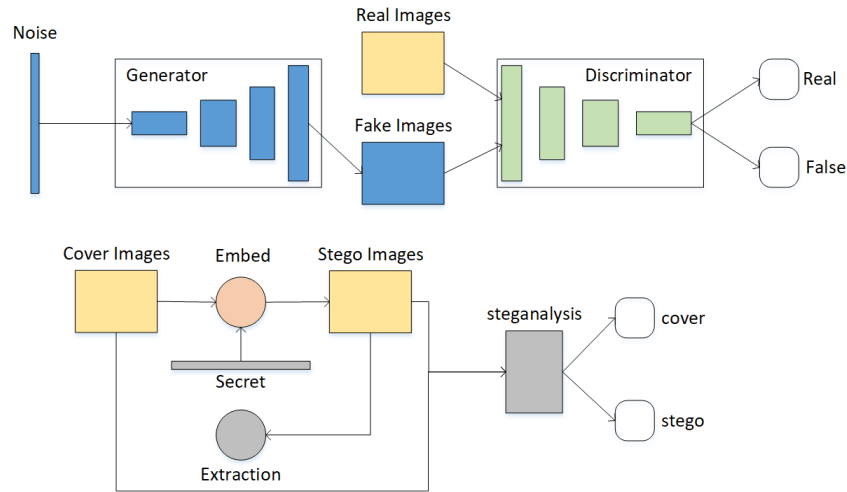 Noise
Generator
Real Images
Fake Images
Discriminator
Real
False
Cover Images
Embed
Stego Images
Secret
Extraction
steganalysis
cover
stego